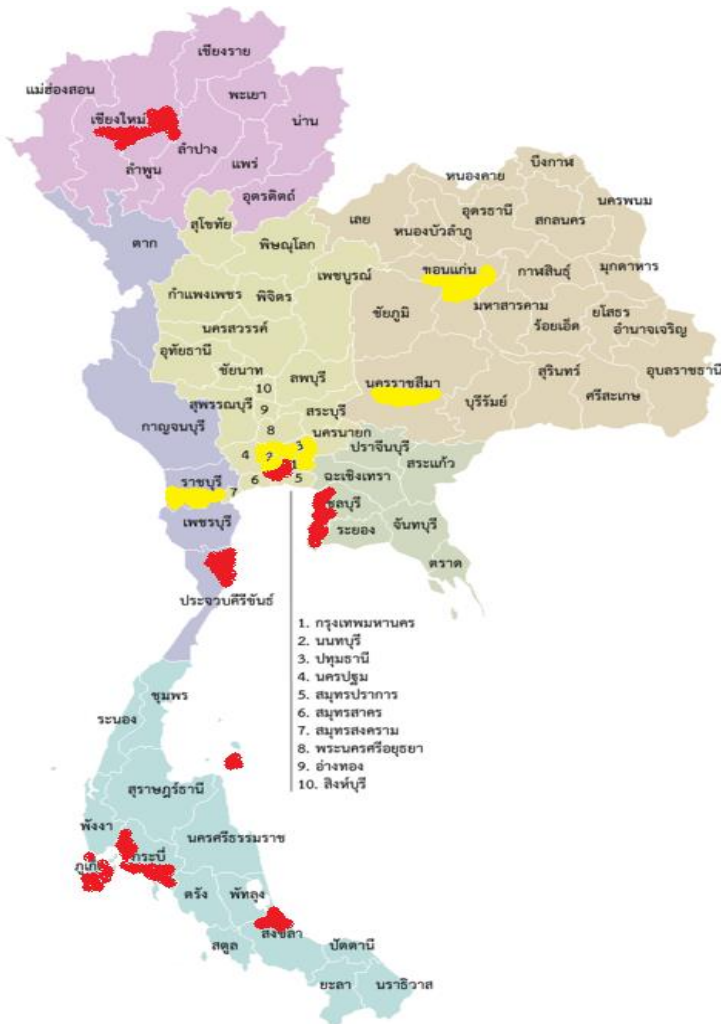 เชียงราย
แม่ฮ่องสอน
พะเยา
เชียงใหม่
น่าน
ลำปาง
แพร่
ลำพูน
อุตรดิตถ์
บึงกาฬ
หนองคาย
นครพนม
เลย
อุดรธานี
สกลนคร
หนองบัวลำภู
สุโขทัย
ตาก
พิษณุโลก
เพชรบูรณ์
ขอนแก่น
กาฬสินธุ์
มุกดาหาร
กำแพงเพชร
พิจิตร
มหาสารคาม
ชัยภูมิ
ยโสธร
ร้อยเอ็ด
อำนาจเจริญ
นครสวรรค์
อุทัยธานี
ชัยนาท
ลพบุรี
สุรินทร์
อุบลราชธานี
นครราชสีมา
10
บุรีรัมย์
ศรีสะเกษ
สุพรรณบุรี
9
สระบุรี
กาญจนบุรี
8
นครนายก
ปราจีนบุรี
4
2
3
สระแก้ว
1
ฉะเชิงเทรา
ราชบุรี
7
6
5
ชลบุรี
เพชรบุรี
ระยอง
จันทบุรี
ตราด
ประจวบคีรีขันธ์
1. กรุงเทพมหานคร
2. นนทบุรี
3. ปทุมธานี
4. นครปฐม
5. สมุทรปราการ
6. สมุทรสาคร
7. สมุทรสงคราม
8. พระนครศรีอยุธยา
9. อ่างทอง
10. สิงห์บุรี
ชุมพร
ระนอง
สุราษฎร์ธานี
พังงา
นครศรีธรรมราช
กระบี่
ตรัง
พัทลุง
สงขลา
สตูล
ปัตตานี
ยะลา
นราธิวาส